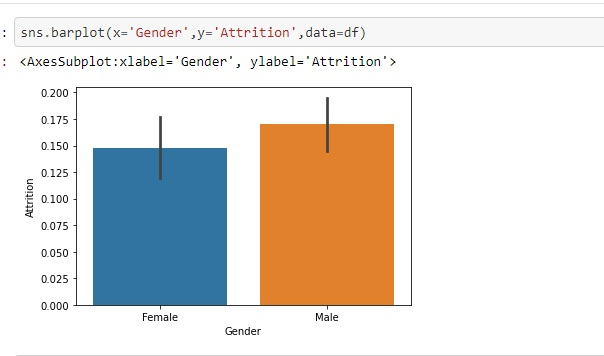 : sns.barplot(x='Gender',y='Attrition',data=df)
: <AxesSubplot:xlabel='Gender', ylabel='Attrition'>
0.200
0.175
0.150
0.125
0.100
0.075
0.050
0.025
0.000
Attrition
Female Male
Gender